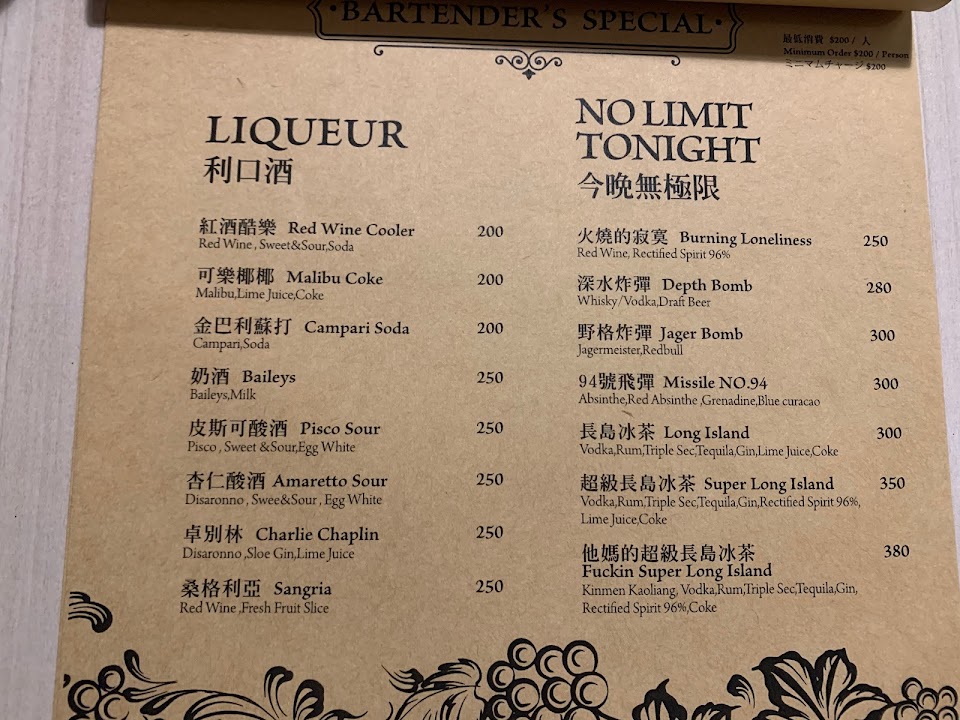 ·BARTENDER'S SPECIAL·
最低消費 $200 / 人
Minimum Order $200 / Person
ミニマムチャージ $200
LIQUEUR
利口酒
紅酒酷樂 Red Wine Cooler 200
Red Wine , Sweet&Sour,Soda
可樂椰椰 Malibu Coke 200
Malibu,Lime Juice,Coke
金巴利蘇打 Campari Soda 200
Campari,Soda
奶酒 Baileys 250
Baileys,Milk
皮斯可酸酒 Pisco Sour 250
Pisco , Sweet &Sour,Egg White
杏仁酸酒 Amaretto Sour 250
Disaronno , Swee&Sour , Egg White
卓別林 Charlie Chaplin 250
Disaronno ,Sloe Gin,Lime Juice
桑格利亞 Sangria 250
Red Wine ,Fresh Fruit Slice
NO LIMIT
TONIGHT
今晚無極限
火燒的寂寞 Burning Loneliness 250
Red Wine, Rectified Spirit 96%
深水炸彈 Depth Bomb 280
Whisky/Vodka,Draft Beer
野格炸彈 Jager Bomb 300
Jagermeister,Redbull
94號飛彈 Missile NO.94 300
Absinthe,Red Absinthe ,Grenadine,Blue curacao
長島冰茶 Long Island 300
Vodka,Rum,Triple Sec,Tequila,Gin,Lime Juice,Coke
超級長島冰茶 Super Long Island 350
Vodka,Rum,Triple Sec,Tequila,Gin,Rectified Spirit 96%,
Lime Juice,Coke
他媽的超級長島冰茶 380
Fuckin Super Long Island
Kinmen Kaoliang, Vodka,Rum,Triple Sec,Tequila,Gin,
Rectified Spirit 96%,Coke